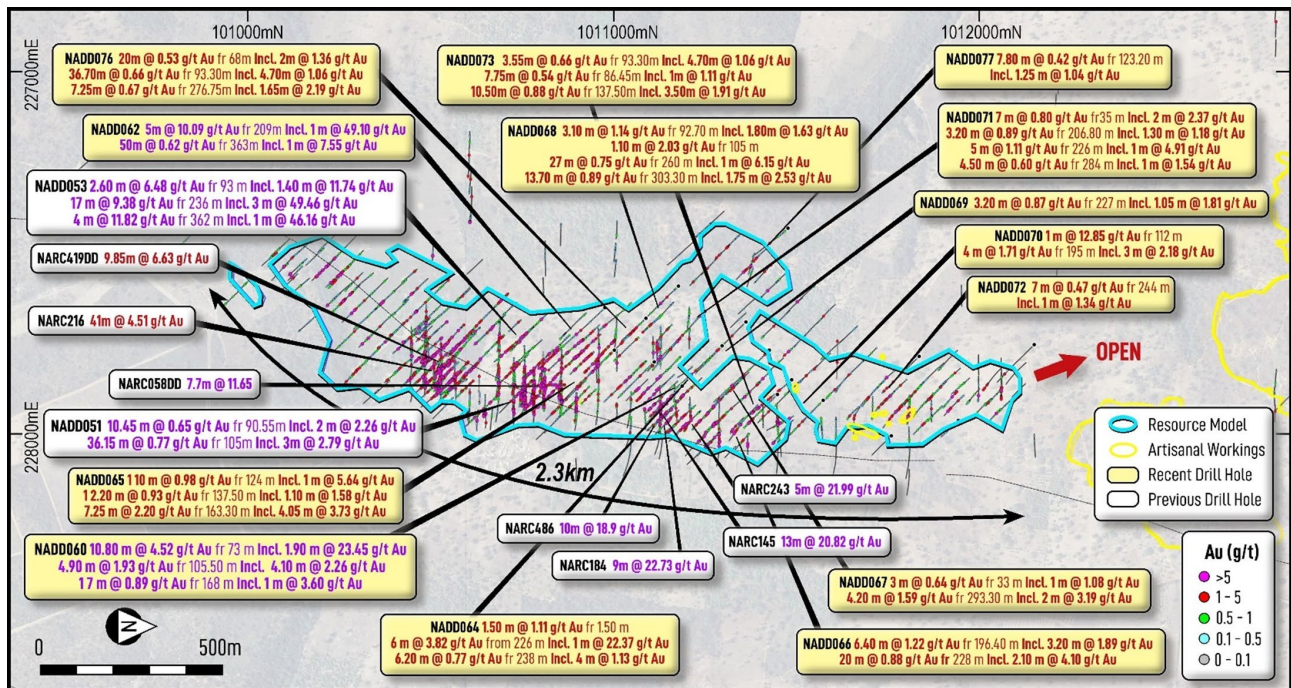 101000mN
1011000mN
1012000mN
227000mE
228000mE
NADD076 20m @ 0.53 g/t Au fr 68m Incl. 2m @ 1.36 g/t Au
36.70m @ 0.66 g/t Au fr 93.30m Incl. 4.70m @ 1.06 g/t Au
7.25m @ 0.67 g/t Au fr 276.75m Incl. 1.65m @ 2.19 g/t Au
NADD073 3.55m @ 0.66 g/t Au fr 93.30m Incl. 4.70m @ 1.06 g/t Au
7.75m @ 0.54 g/t Au fr 86.45m Incl. 1m @ 1.11 g/t Au
10.50m @ 0.88 g/t Au fr 137.50m Incl. 3.50m @ 1.91 g/t Au
NADD077 7.80 m @ 0.42 g/t Au fr 123.20 m
Incl. 1.25 m @ 1.04 g/t Au
NADD062 5m @ 10.09 g/t Au fr 209m Incl. 1 m @ 49.10 g/t Au
50m @ 0.62 g/t Au fr 363m Incl. 1 m @ 7.55 g/t Au
NADD068 3.10 m @ 1.14 g/t Au fr 92.70 m Incl. 1.80m @ 1.63 g/t Au
1.10 m @ 2.03 g/t Au fr 105 m
27 m @ 0.75 g/t Au fr 260 m Incl. 1 m @ 6.15 g/t Au
13.70 m @ 0.89 g/t Au fr 303.30 m Incl. 1.75 m @ 2.53 g/t Au
NADD071 7 m @ 0.80 g/t Au fr35 m Incl. 2 m @ 2.37 g/t Au
3.20 m @ 0.89 g/t Au fr 206.80 m Incl. 1.30 m @ 1.18 g/t Au
5 m @ 1.11 g/t Au fr 226 m Incl. 1 m @ 4.91 g/t Au
4.50 m @ 0.60 g/t Au fr 284 m Incl. 1 m @ 1.54 g/t Au
NADD053 2.60 m @ 6.48 g/t Au fr 93 m Incl. 1.40 m @ 11.74 g/t Au
17 m @ 9.38 g/t Au fr 236 m Incl. 3 m @ 49.46 g/t Au
4 m @ 11.82 g/t Au fr 362 m Incl. 1 m @ 46.16 g/t Au
NADD069 3.20 m @ 0.87 g/t Au fr 227 m Incl. 1.05 m @ 1.81 g/t Au
NADD070 1 m @ 12.85 g/t Au fr 112 m
4 m @ 1.71 g/t Au fr 195 m Incl. 3 m @ 2.18 g/t Au
NARC419DD 9.85m @ 6.63 g/t Au
NADD072 7 m @ 0.47 g/t Au fr 244 m
Incl. 1 m @ 1.34 g/t Au
NARC216 41m @ 4.51 g/t Au
OPEN
NARC058DD 7.7m @ 11.65
NADD051 10.45 m @ 0.65 g/t Au fr 90.55m Incl. 2 m @ 2.26 g/t Au
36.15 m @ 0.77 g/t Au fr 105m Incl. 3m @ 2.79 g/t Au
2.3km
NADD065 1 10 m @ 0.98 g/t Au fr 124 m Incl. 1 m @ 5.64 g/t Au
1 2.20 m @ 0.93 g/t Au fr 137.50 m Incl. 1.10 m @ 1.58 g/t Au
7.25 m @ 2.20 g/t Au fr 163.30 m Incl. 4.05 m @ 3.73 g/t Au
NARC243 5m @ 21.99 g/t Au
NARC486 10m @ 18.9 g/t Au
NARC145 13m @ 20.82 g/t Au
NARC184 9m @ 22.73 g/t Au
NADD060 10.80 m @ 4.52 g/t Au fr 73 m Incl. 1.90 m @ 23.45 g/t Au
4.90 m @ 1.93 g/t Au fr 105.50 m Incl. 4.10 m @ 2.26 g/t Au
1 7 m @ 0.89 g/t Au fr 168 m Incl. 1 m @ 3.60 g/t Au
NADD067 3 m @ 0.64 g/t Au fr 33 m Incl. 1 m @ 1.08 g/t Au
4.20 m @ 1.59 g/t Au fr 293.30 m Incl. 2 m @ 3.19 g/t Au
NADD064 1.50 m @ 1.11 g/t Au fr 1.50 m
6 m @ 3.82 g/t Au from 226 m Incl. 1 m @ 22.37 g/t Au
6.20 m @ 0.77 g/t Au fr 238 m Incl. 4 m @ 1.13 g/t Au
NADD066 6.40 m @ 1.22 g/t Au fr 196.40 m Incl. 3.20 m @ 1.89 g/t Au
20 m @ 0.88 g/t Au fr 228 m Incl. 2.10 m @ 4.10 g/t Au
Resource Model
Artisanal Workings
Recent Drill Hole
Previous Drill Hole
Au (g/t)
>5
1 - 5
0.5 - 1
0.1 - 0.5
0 - 0.1
N
0 500m